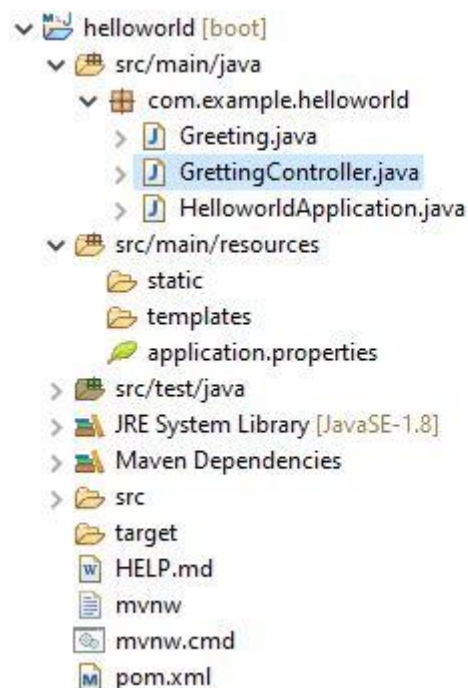 helloworld [boot]
src/main/java
com.example.helloworld
Greeting.java
GrettingController.java
HelloworldApplication.java
src/main/resources
static
templates
application.properties
src/test/java
JRE System Library [JavaSE-1.8]
Maven Dependencies
src
target
HELP.md
mvnw
mvnw.cmd
pom.xml